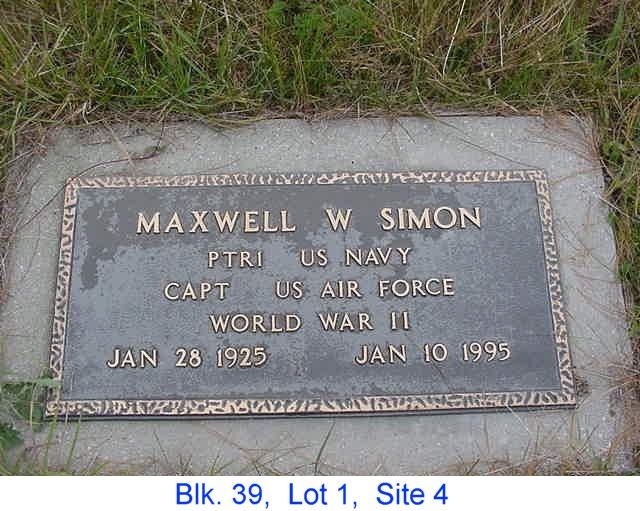 MAXWELL W SIMON
PTR1 US NAVY
CAPT US AIR FORCE
WORLD WAR II
JAN 28 1925 JAN 10 1995
Blk. 39, Lot 1, Site 4